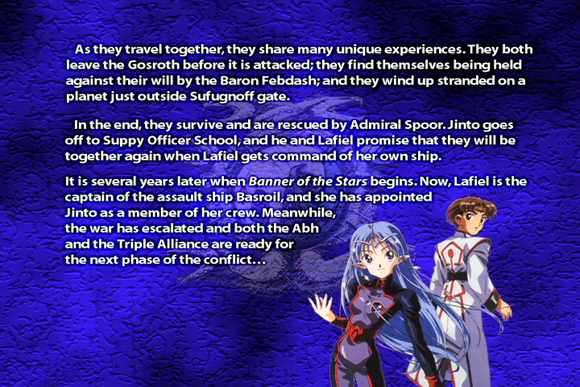 As they travel together, they share many unique experiences. They both
leave the Gosroth before it is attacked; they find themselves being held
against their will by the Baron Febdash; and they wind up stranded on a
planet just outside Sufugnoff gate.
In the end, they survive and are rescued by Admiral Spoor. Jinto goes
off to Suppy Officer School, and he and Lafiel promise that they will be
together again when Lafiel gets command of her own ship.
It is several years later when Banner of the Stars begins. Now, Lafiel is the
captain of the assault ship Basroil, and she has appointed
Jinto as a member of her crew. Meanwhile,
the war has escalated and both the Abh
and the Triple Alliance are ready for
the next phase of the conflict...